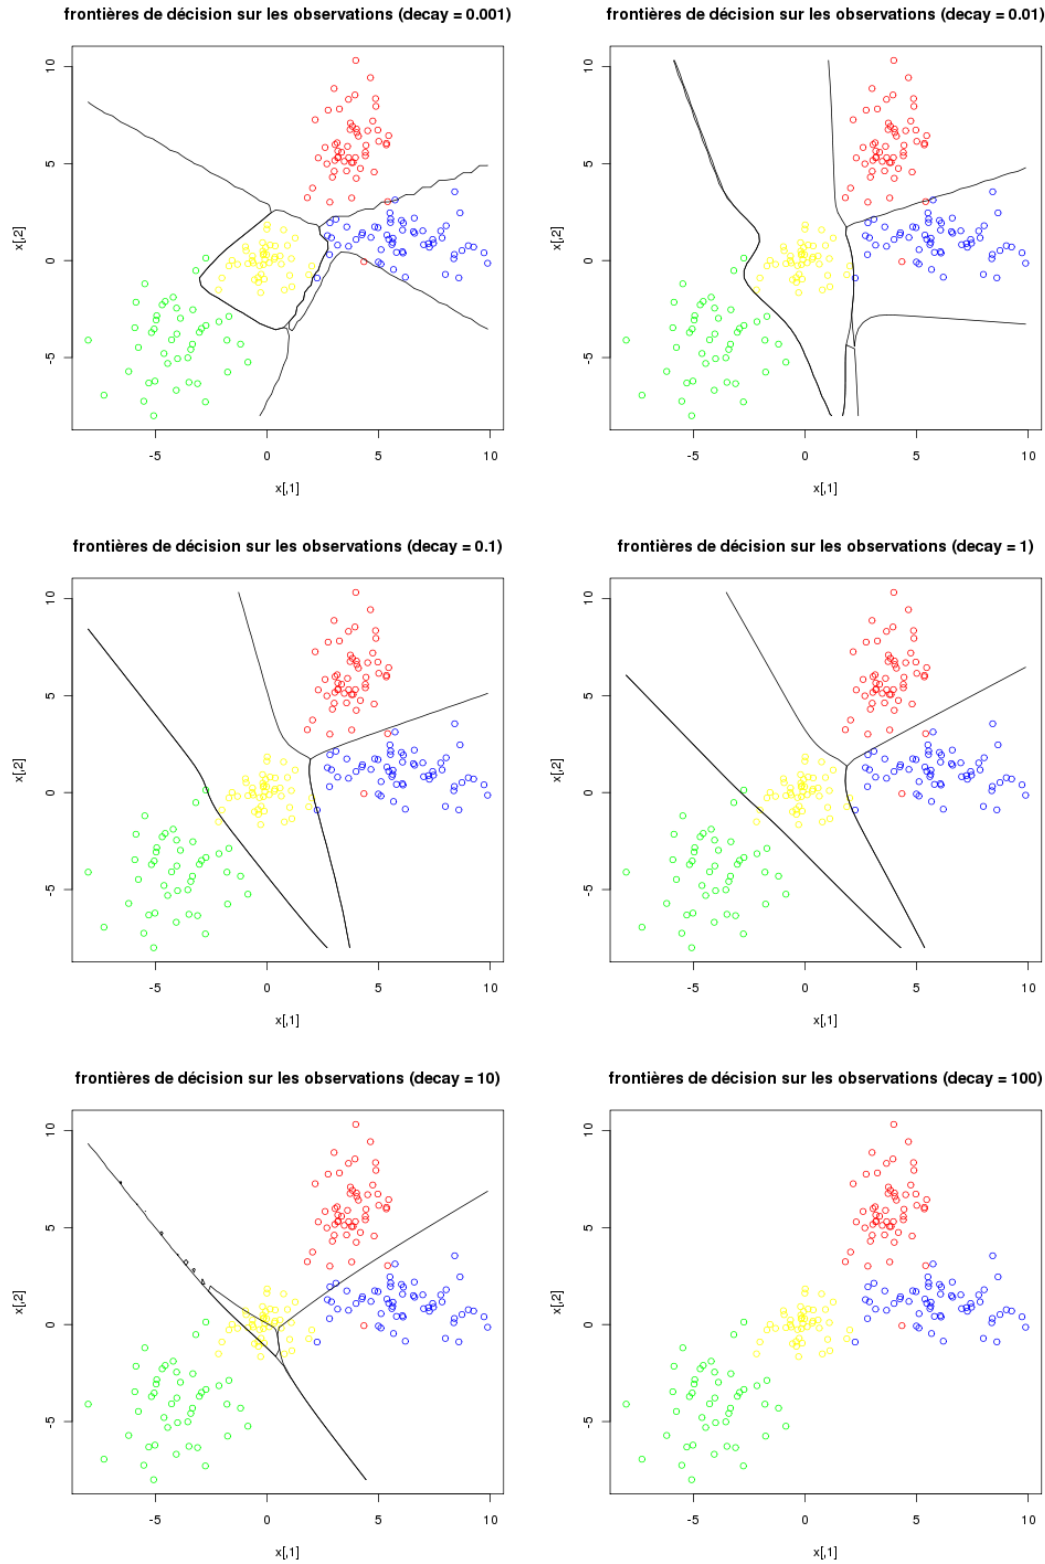 frontières de décision sur les observations (decay = 0.001)
10
5
0
-5
x[,2]
-5 0 5 10
x[,1]
frontières de décision sur les observations (decay = 0.01)
10
5
0
-5
x[,2]
-5 0 5 10
x[,1]
frontières de décision sur les observations (decay = 0.1)
10
5
0
-5
x[,2]
-5 0 5 10
x[,1]
frontières de décision sur les observations (decay = 1)
10
5
0
-5
x[,2]
-5 0 5 10
x[,1]
frontières de décision sur les observations (decay = 10)
10
5
0
-5
x[,2]
-5 0 5 10
x[,1]
frontières de décision sur les observations (decay = 100)
10
5
0
-5
x[,2]
-5 0 5 10
x[,1]